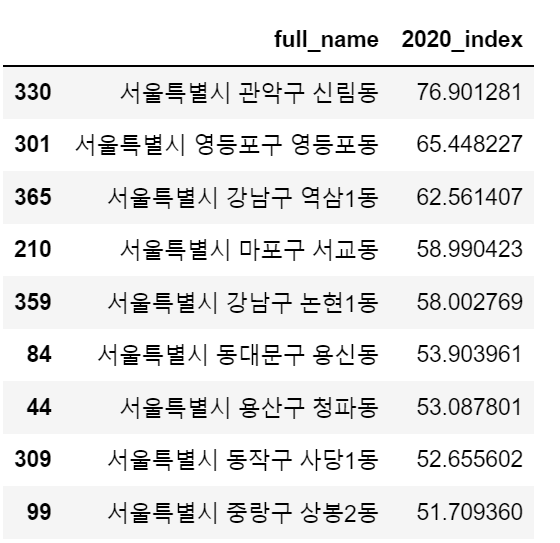 full_name 2020_index
330 서울특별시 관악구 신림동 76.901281
301 서울특별시 영등포구 영등포동 65.448227
365 서울특별시 강남구 역삼1동 62.561407
210 서울특별시 마포구 서교동 58.990423
359 서울특별시 강남구 논현1동 58.002769
84 서울특별시 동대문구 용신동 53.903961
44 서울특별시 용산구 청파동 53.087801
309 서울특별시 동작구 사당1동 52.655602
99 서울특별시 중랑구 상봉2동 51.709360